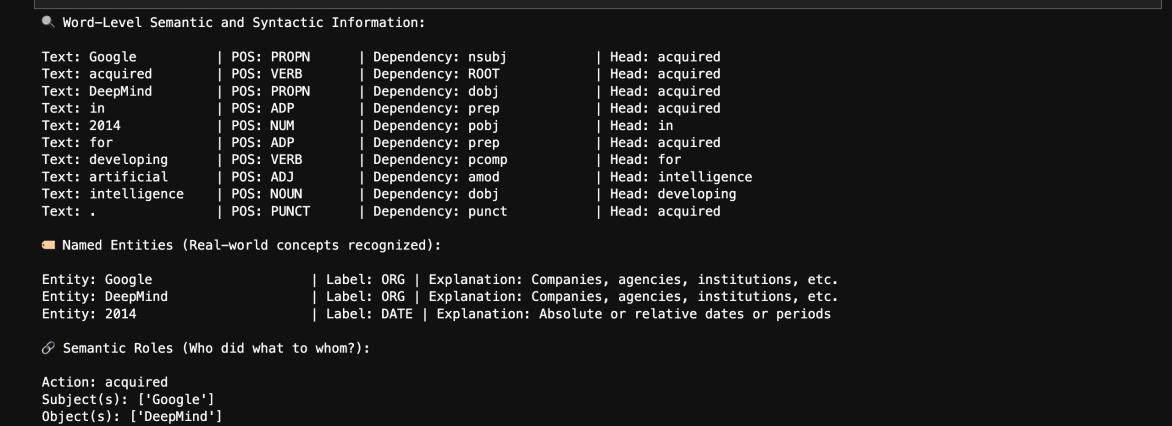 🔍 Word-Level Semantic and Syntactic Information:
Text: Google | POS: PROPN | Dependency: nsubj | Head: acquired
Text: acquired | POS: VERB | Dependency: ROOT | Head: acquired
Text: DeepMind | POS: PROPN | Dependency: dobj | Head: acquired
Text: in | POS: ADP | Dependency: prep | Head: acquired
Text: 2014 | POS: NUM | Dependency: pobj | Head: in
Text: for | POS: ADP | Dependency: prep | Head: acquired
Text: developing | POS: VERB | Dependency: pcomp | Head: for
Text: artificial | POS: ADJ | Dependency: amod | Head: intelligence
Text: intelligence | POS: NOUN | Dependency: dobj | Head: developing
Text: . | POS: PUNCT | Dependency: punct | Head: acquired
🏷️ Named Entities (Real-world concepts recognized):
Entity: Google | Label: ORG | Explanation: Companies, agencies, institutions, etc.
Entity: DeepMind | Label: ORG | Explanation: Companies, agencies, institutions, etc.
Entity: 2014 | Label: DATE | Explanation: Absolute or relative dates or periods
🔗 Semantic Roles (Who did what to whom?):
Action: acquired
Subject(s): ['Google']
Object(s): ['DeepMind']